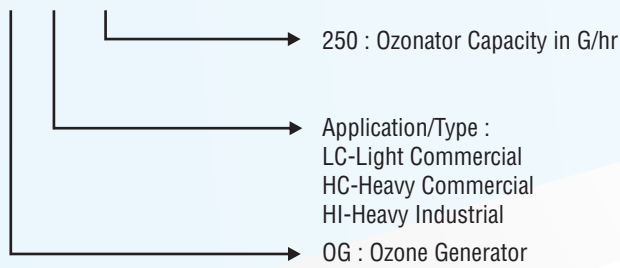 250 : Ozonator Capacity in G/hr
Application/Type :
LC-Light Commercial
HC-Heavy Commercial
HI-Heavy Industrial
OG : Ozone Generator